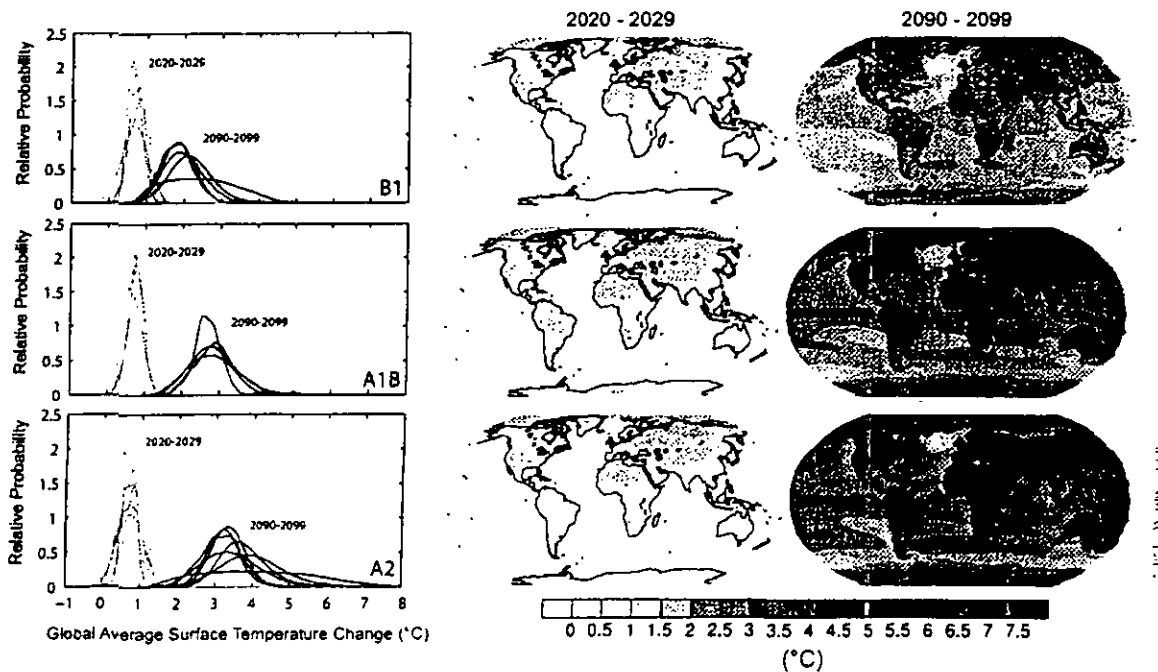 2020 - 2029
2090 - 2099
Relative Probability
2.5
2
1.5
1
0.5
0
2020-2029
2090-2099
B1
Relative Probability
2.5
2
1.5
1
0.5
0
2020-2029
2090-2099
A1B
Relative Probability
2.5
2
1.5
1
0.5
0
2020-2029
2090-2099
A2
-1 0 1 2 3 4 5 6 7 8
Global Average Surface Temperature Change (°C)
0 0.5 1 1.5 2 2.5 3 3.5 4 4.5 5 5.5 6 6.5 7 7.5
(°C)